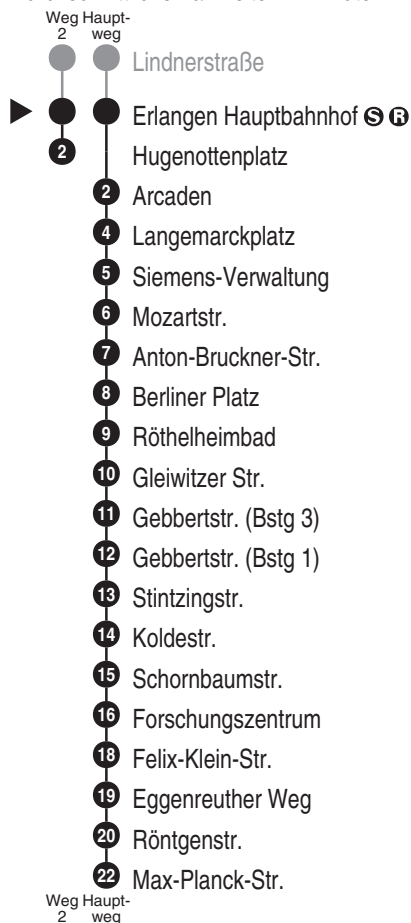 Weg Haupt-
2 weg
Lindnerstraße
Erlangen Hauptbahnhof S R
2 Hugenottenplatz
2 Arcaden
4 Langemarckplatz
5 Siemens-Verwaltung
6 Mozartstr.
7 Anton-Bruckner-Str.
8 Berliner Platz
9 Röthelheimbad
10 Gleiwitzer Str.
11 Gebbertstr. (Bstg 3)
12 Gebbertstr. (Bstg 1)
13 Stintzingstr.
14 Koldestr.
15 Schornbaumstr.
16 Forschungszentrum
18 Felix-Klein-Str.
19 Eggenreuther Weg
20 Röntgenstr.
22 Max-Planck-Str.
Weg Haupt-
2 weg